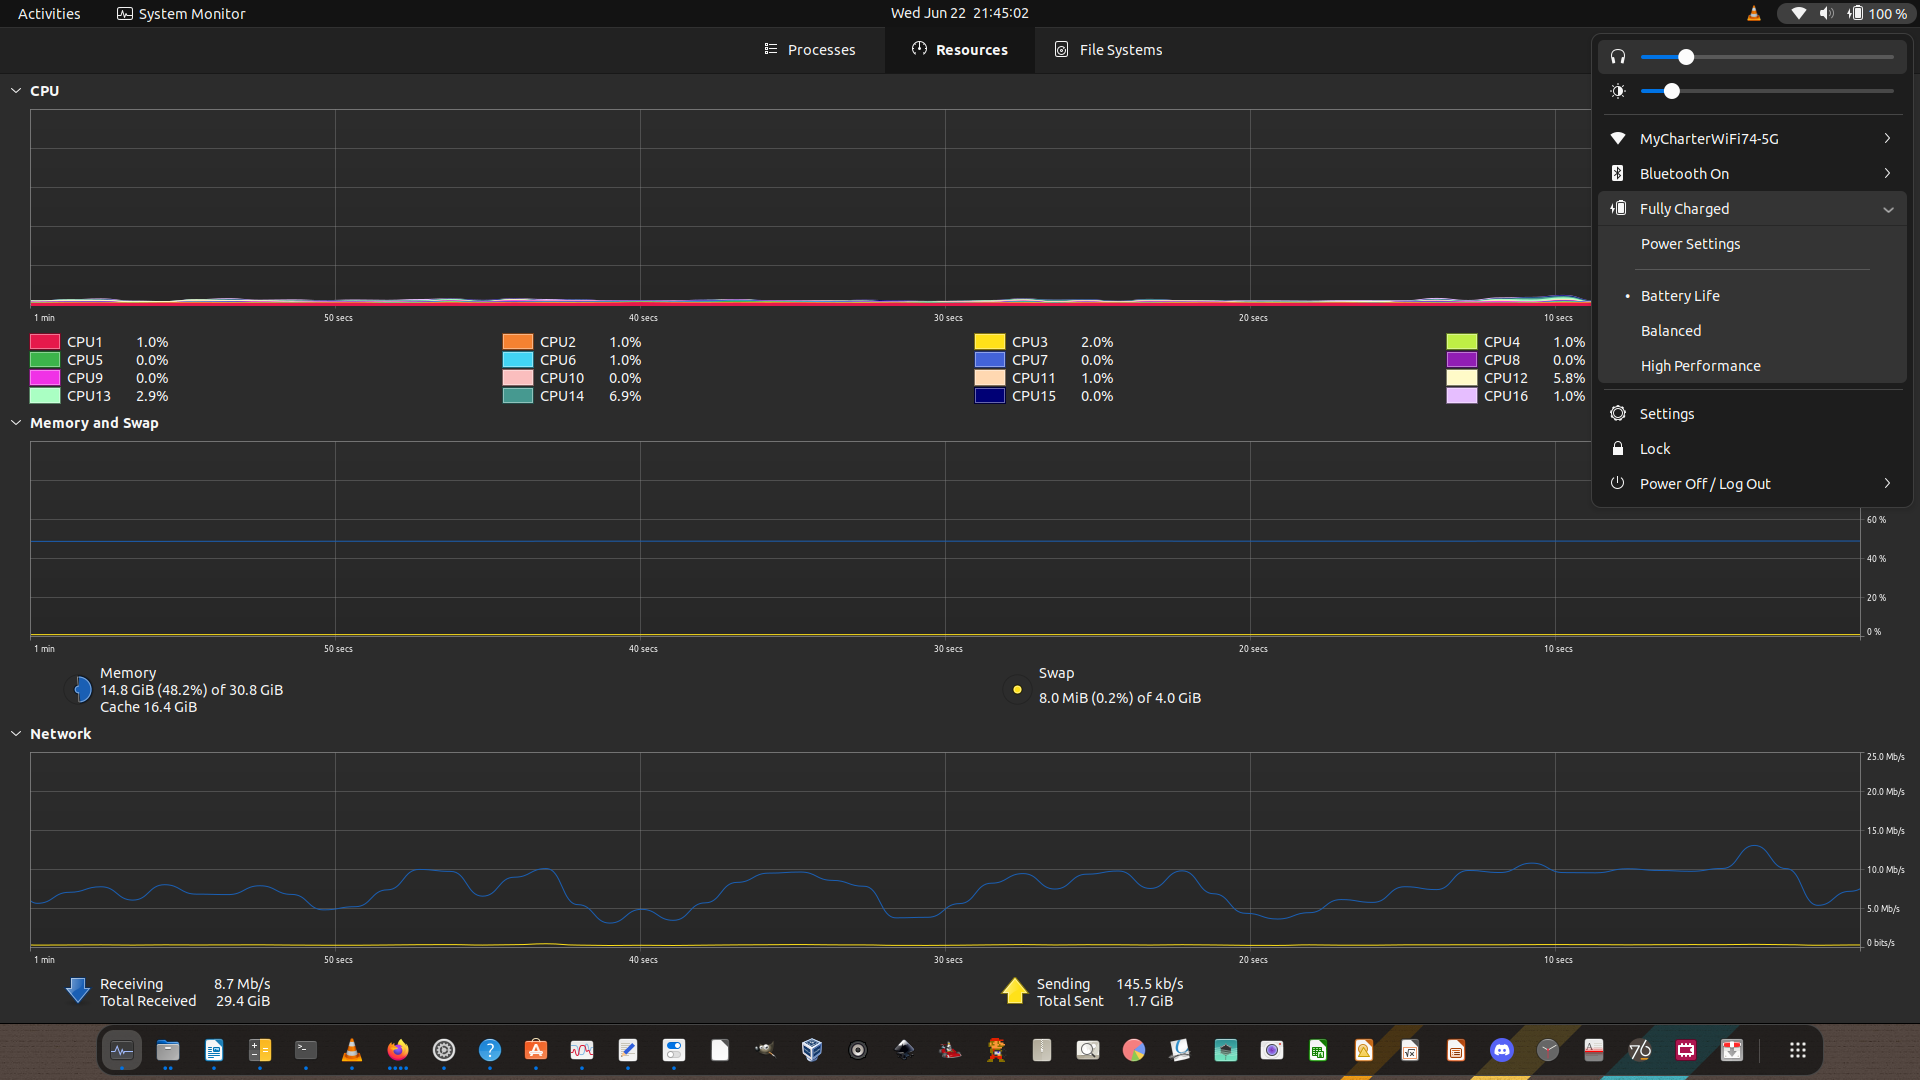 Activities
System Monitor
Wed Jun 22 21:45:02
100 %
Processes
Resources
File Systems
CPU
1 min
50 secs
40 secs
30 secs
20 secs
10 secs
CPU1 1.0%
CPU2 1.0%
CPU3 2.0%
CPU4 1.0%
CPU5 0.0%
CPU6 1.0%
CPU7 0.0%
CPU8 0.0%
CPU9 0.0%
CPU10 0.0%
CPU11 1.0%
CPU12 5.8%
CPU13 2.9%
CPU14 6.9%
CPU15 0.0%
CPU16 1.0%
MyCharterWiFi74-5G
Bluetooth On
Fully Charged
Power Settings
• Battery Life
Balanced
High Performance
Settings
Lock
Power Off / Log Out
Memory and Swap
60 %
40 %
20 %
0 %
1 min
50 secs
40 secs
30 secs
20 secs
10 secs
Memory
14.8 GiB (48.2%) of 30.8 GiB
Cache 16.4 GiB
Swap
8.0 MiB (0.2%) of 4.0 GiB
Network
25.0 Mb/s
20.0 Mb/s
15.0 Mb/s
10.0 Mb/s
5.0 Mb/s
0 bits/s
1 min
50 secs
40 secs
30 secs
20 secs
10 secs
Receiving 8.7 Mb/s
Total Received 29.4 GiB
Sending 145.5 kb/s
Total Sent 1.7 GiB
76